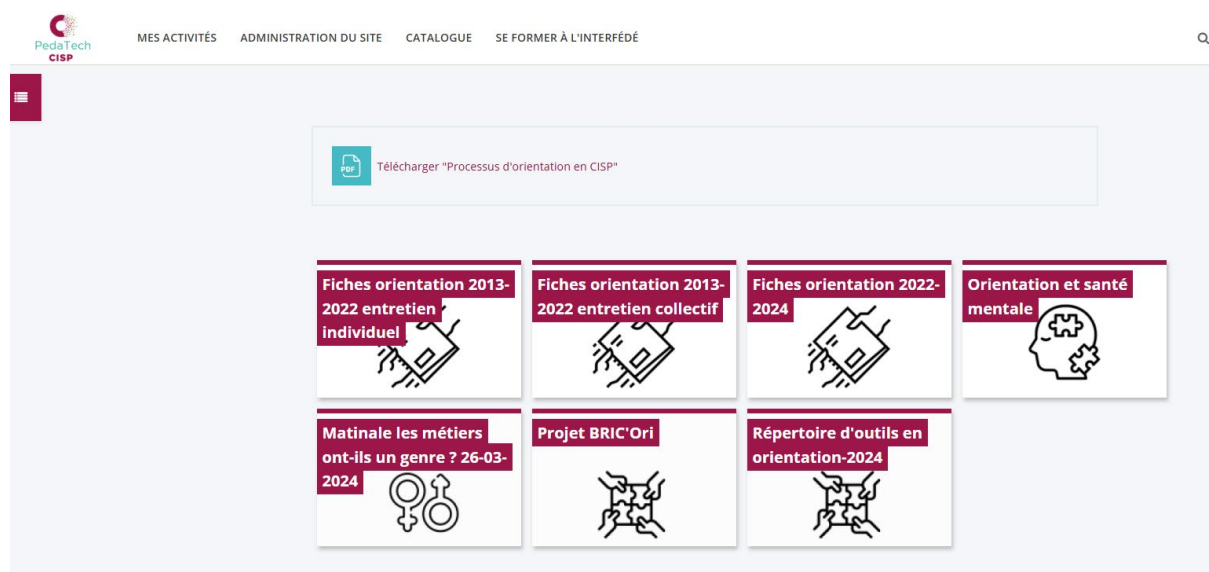 PedaTech
CISP
MES ACTIVITÉS ADMINISTRATION DU SITE CATALOGUE SE FORMER À L'INTERFÉDÉ
PDF
Télécharger "Processus d'orientation en CISP"
Fiches orientation 2013-
2022 entretien
individuel
Fiches orientation 2013-
2022 entretien collectif
Fiches orientation 2022-
2024
Orientation et santé
mentale
Matinale les métiers
ont-ils un genre ? 26-03-
2024
Projet BRIC'Ori
Répertoire d'outils en
orientation-2024